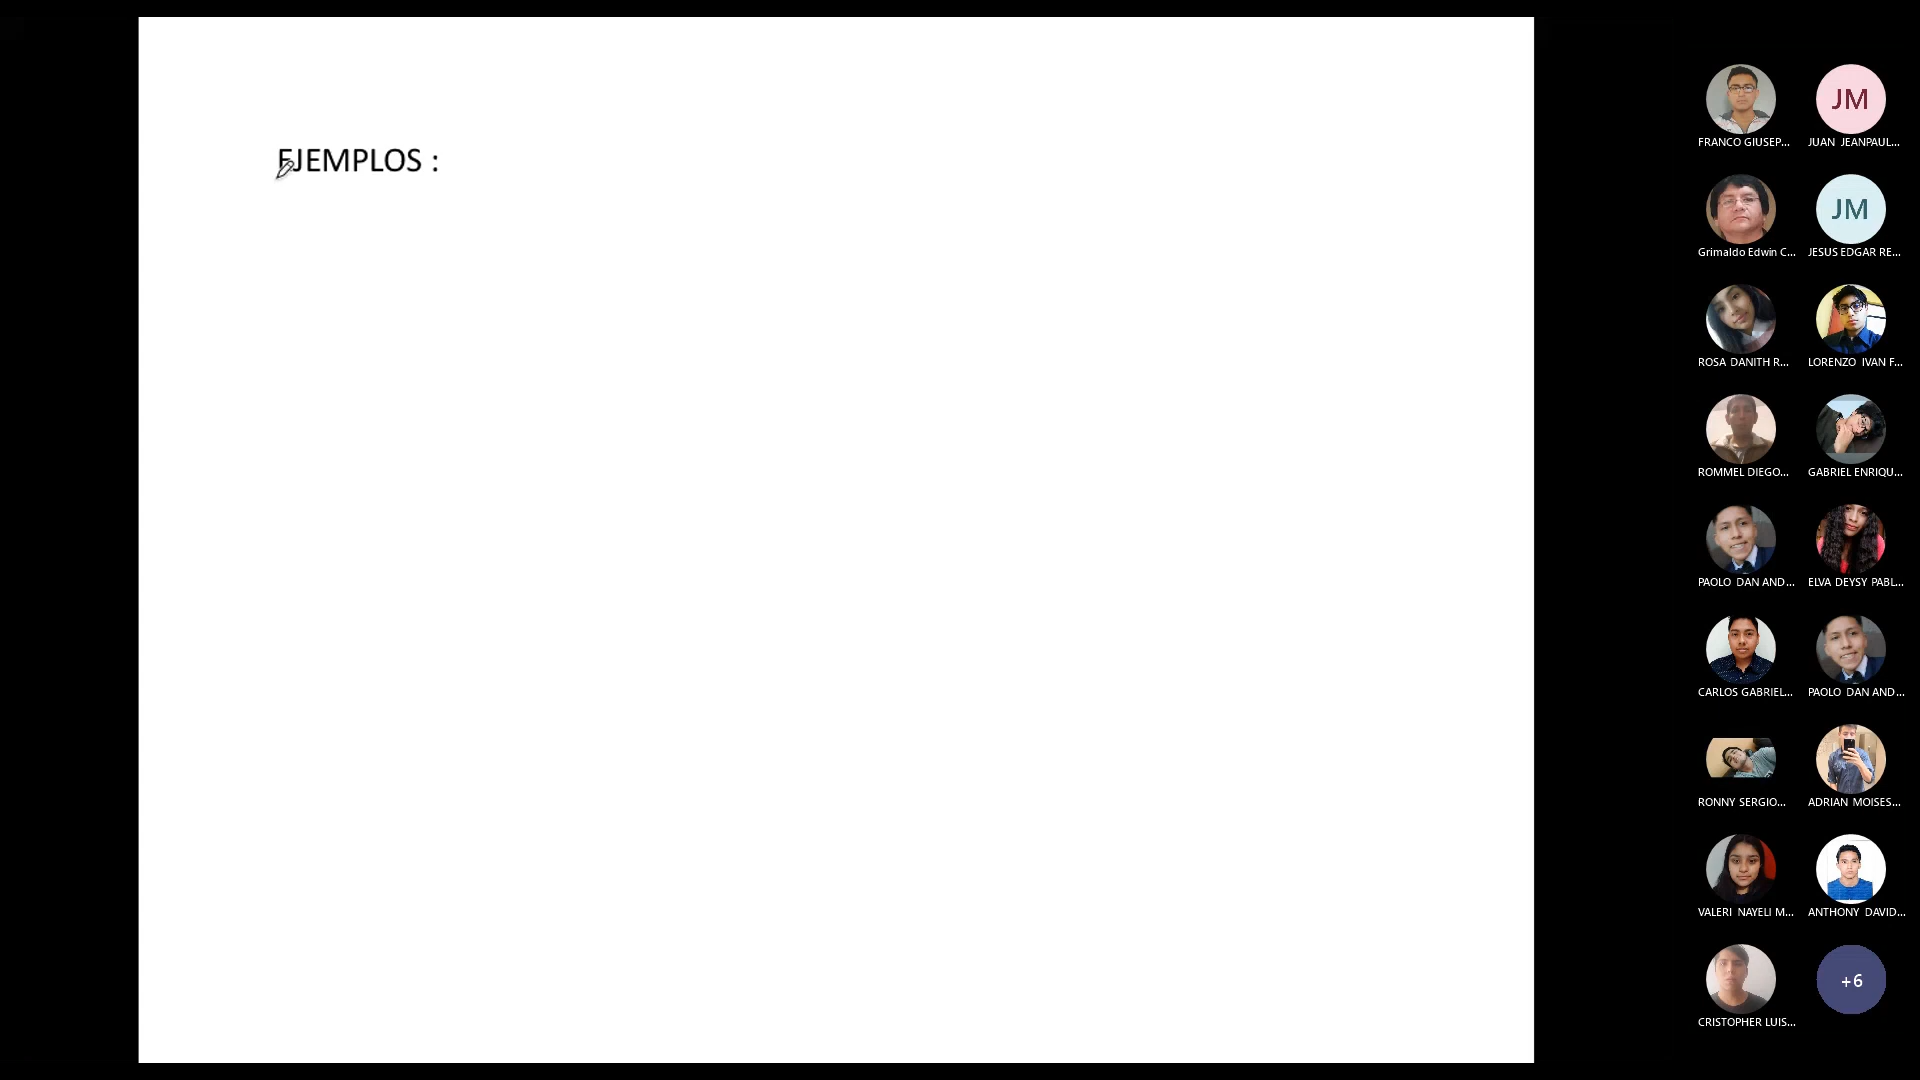 EJEMPLOS :
FRANCO GIUSEP...
JM
JUAN JEANPAUL...
Grimaldo Edwin C...
JM
JESUS EDGAR RE...
ROSA DANITH R...
LORENZO IVAN F...
ROMMEL DIEGO...
GABRIEL ENRIQU...
PAOLO DAN AND...
ELVA DEYSY PABL...
CARLOS GABRIEL...
PAOLO DAN AND...
RONNY SERGIO...
ADRIAN MOISES...
VALERI NAYELI M...
ANTHONY DAVID...
CRISTOPHER LUIS...
+6